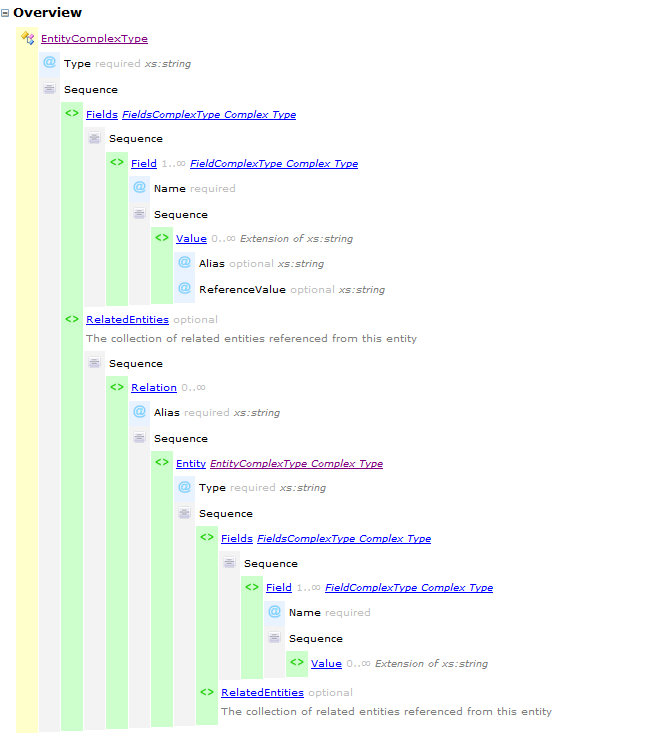 Overview
EntityComplexType
@ Type required xs:string
Sequence
<> Fields FieldsComplexType Complex Type
Sequence
<> Field 1..∞ FieldComplexType Complex Type
@ Name required
Sequence
<> Value 0..∞ Extension of xs:string
@ Alias optional xs:string
@ ReferenceValue optional xs:string
<> RelatedEntities optional
The collection of related entities referenced from this entity
Sequence
<> Relation 0..∞
@ Alias required xs:string
Sequence
<> Entity EntityComplexType Complex Type
@ Type required xs:string
Sequence
<> Fields FieldsComplexType Complex Type
Sequence
<> Field 1..∞ FieldComplexType Complex Type
@ Name required
Sequence
<> Value 0..∞ Extension of xs:string
<> RelatedEntities optional
The collection of related entities referenced from this entity